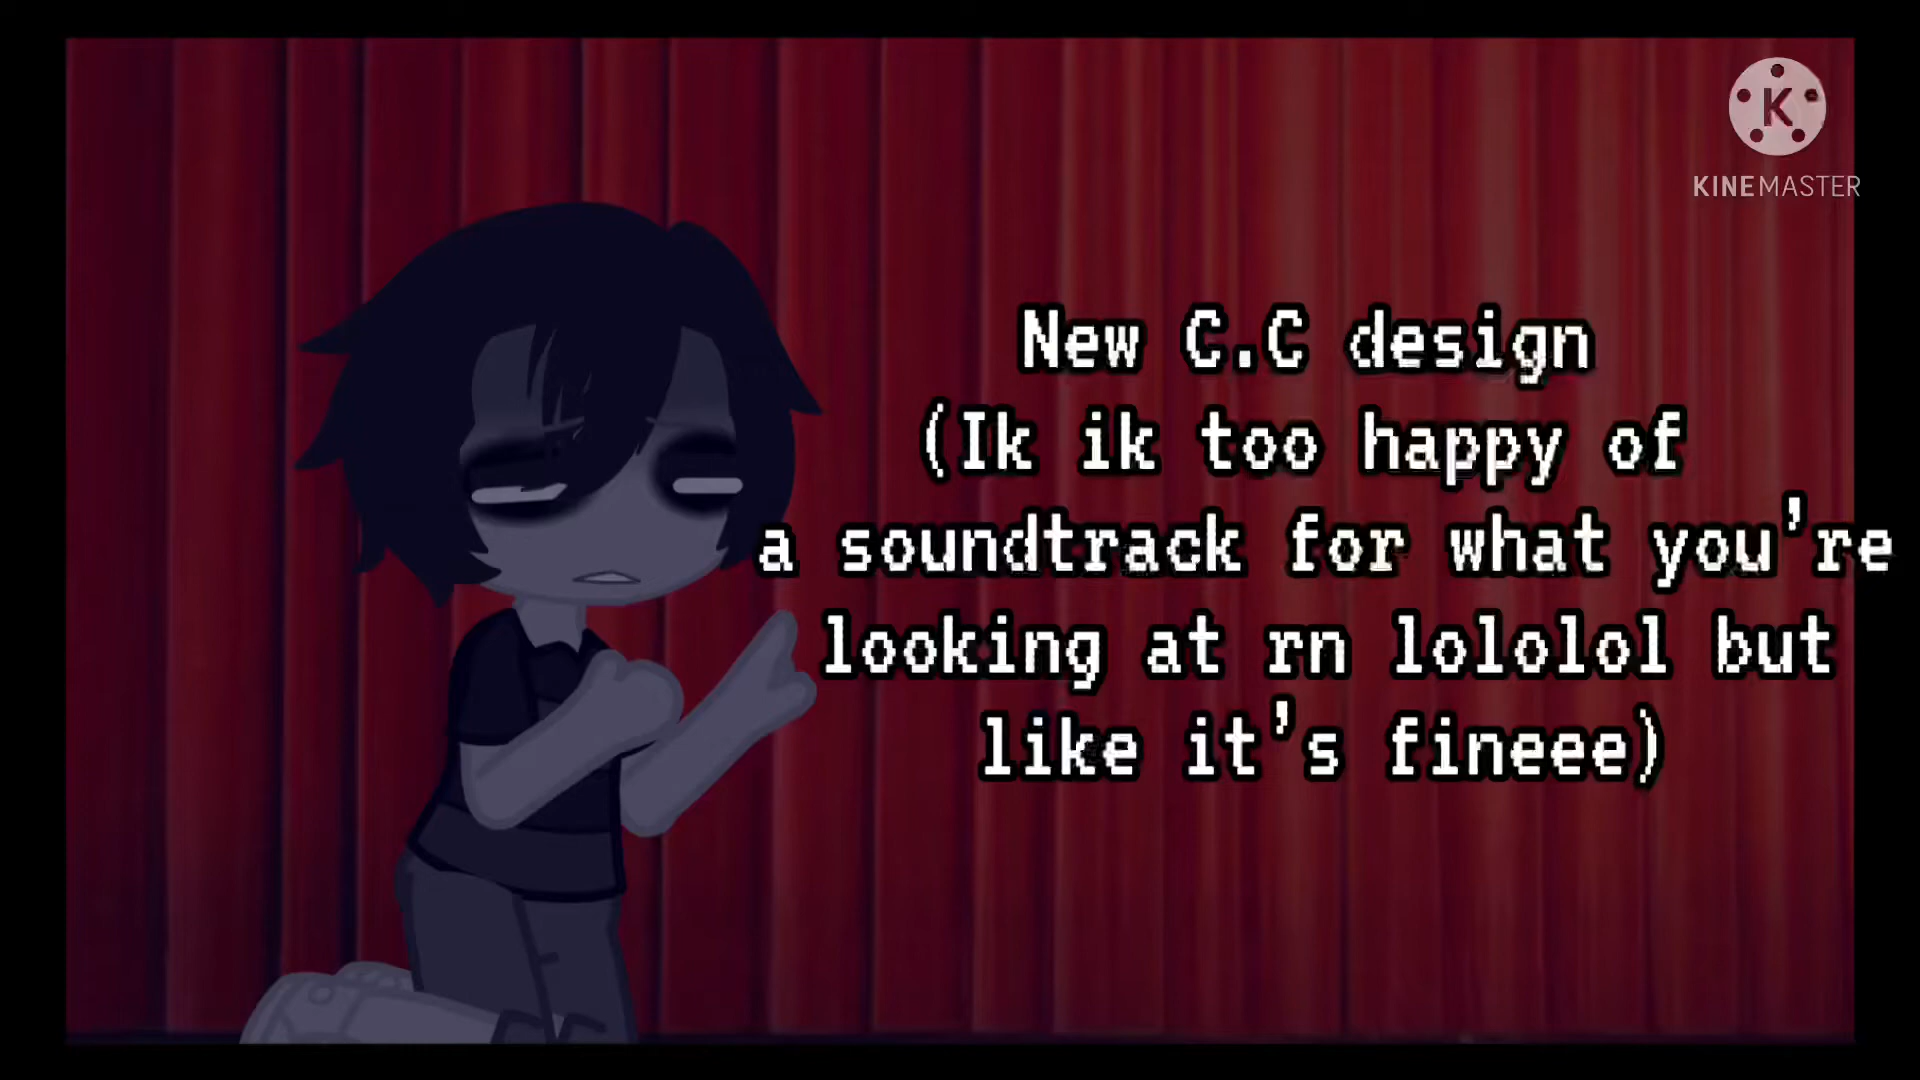 K
KINEMASTER
New C.C design
(Ik ik too happy of
a soundtrack for what you're
looking at rn lololol but
like it's fineee)